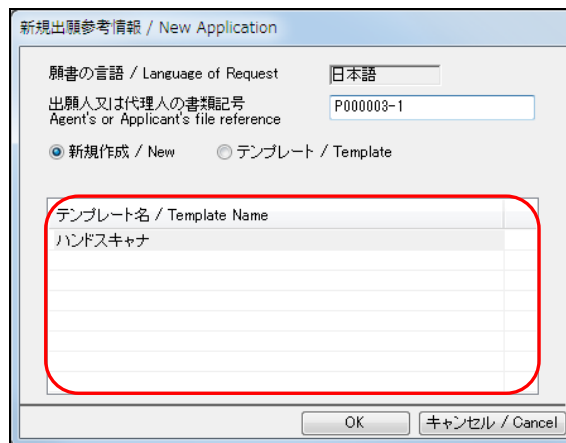 新規出願参考情報 / New Application
願書の言語 / Language of Request 日本語
出願人又は代理人の書類記号 P000003-1
Agent's or Applicant's file reference
新規作成 / New テンプレート / Template
テンプレート名 / Template Name
ハンドスキャナ
OK キャンセル / Cancel